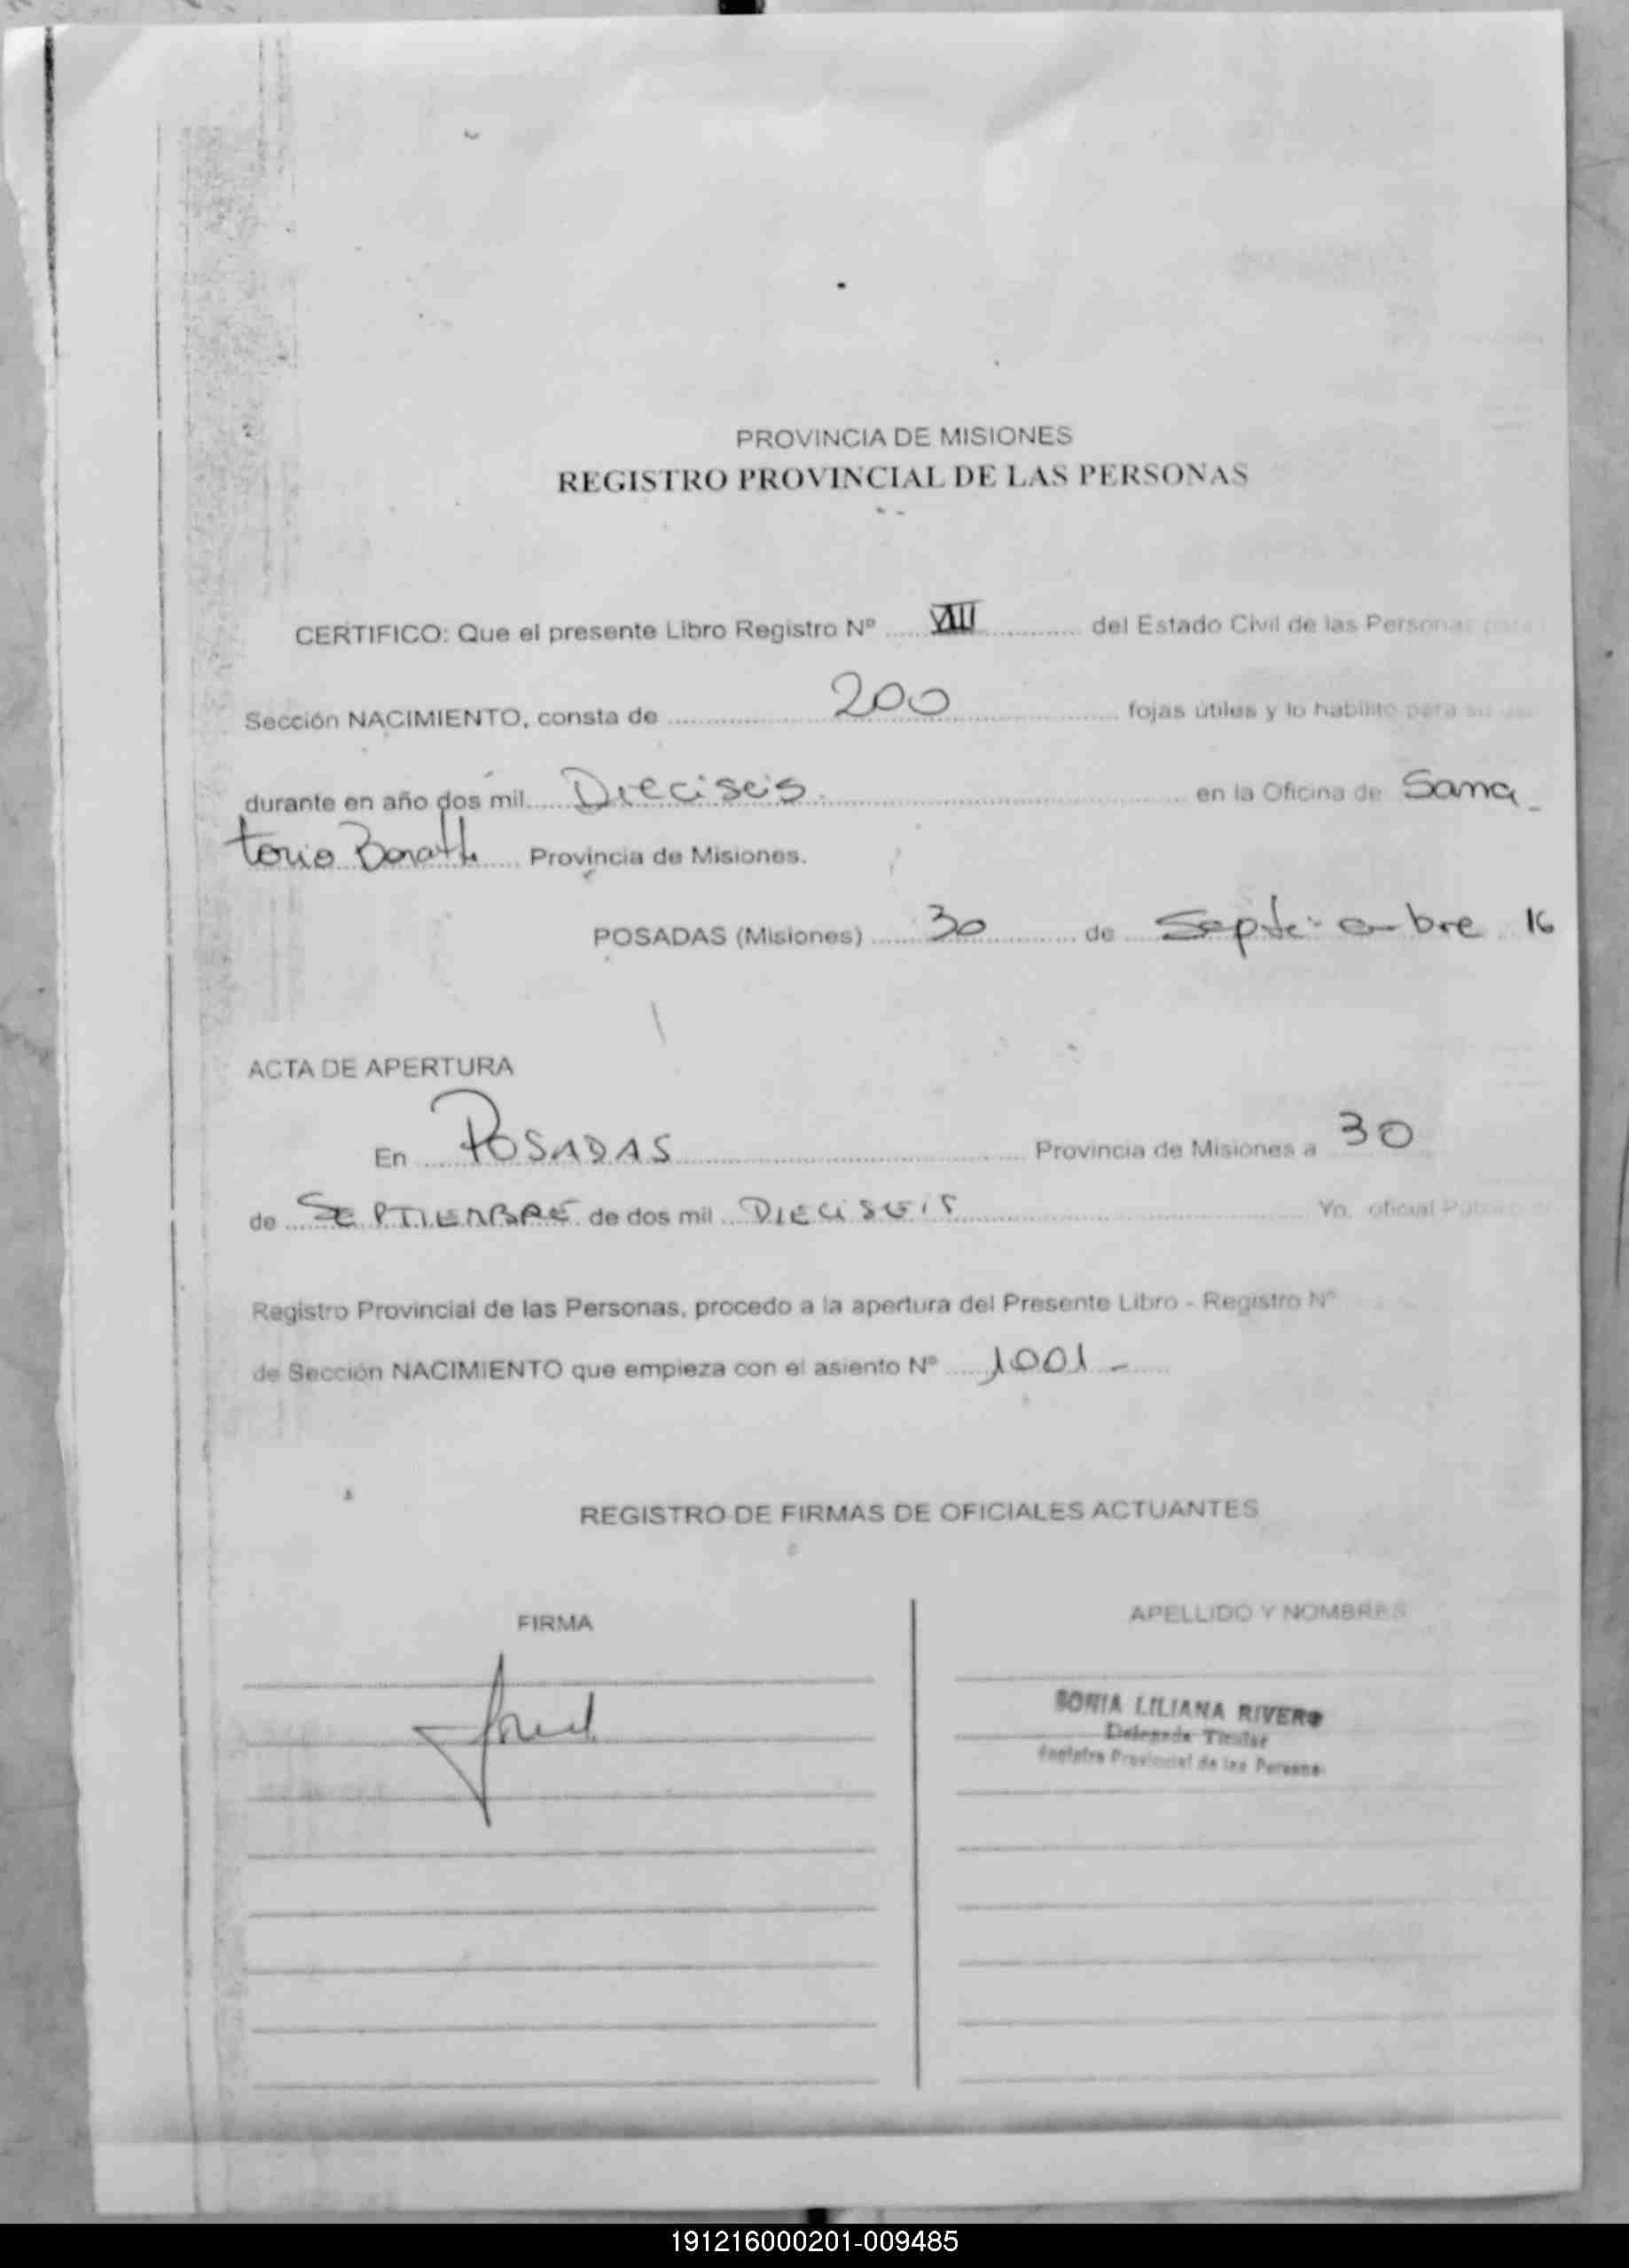 PROVINCIA DE MISIONES
REGISTRO PROVINCIAL DE LAS PERSONAS
CERTIFICO: Que el presente Libro Registro Nº VIII del Estado Civil de las Personas para
Sección NACIMIENTO, consta de 200 fojas útiles y lo habilito para su uso
durante en año dos mil Dieciseis en la Oficina de Sana
torio Boratti Provincia de Misiones.
POSADAS (Misiones) 30 de Septiembre 16
ACTA DE APERTURA
En POSADAS Provincia de Misiones a 30
de SEPTIEMBRE de dos mil DIECISEIS Yo, oficial Público
Registro Provincial de las Personas, procedo a la apertura del Presente Libro - Registro Nº
de Sección NACIMIENTO que empieza con el asiento Nº 1001 -
REGISTRO DE FIRMAS DE OFICIALES ACTUANTES
FIRMA APELLIDO Y NOMBRES
SONIA LILIANA RIVERO
Delegada Titular
Registro Provincial de las Personas
191216000201-009485